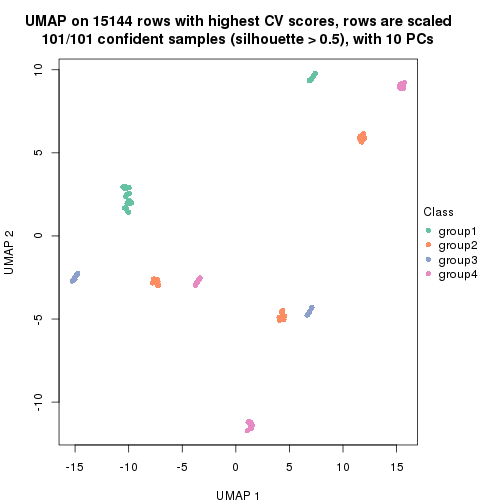 UMAP on 15144 rows with highest CV scores, rows are scaled
101/101 confident samples (silhouette > 0.5), with 10 PCs
10
5
0
-5
-10
UMAP 2
-15
-10
-5
0
5
10
15
UMAP 1
Class
group1
group2
group3
group4